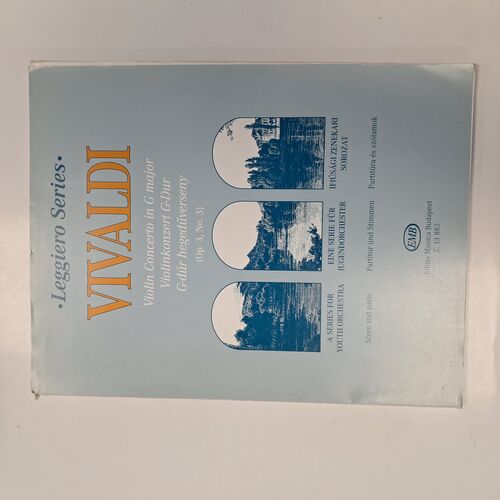 •Leggiero Series•
VIVALDI
Violin Concerto in G major
Violinkonzert G-Dur
G-dúr hegedűverseny
(Op. 3, No. 3)
A SERIES FOR
YOUTH ORCHESTRA
EINE SERIE FÜR
JUGENDORCHESTER
IFJÚSÁGI ZENEKARI
SOROZAT
Score and parts
Partitur und Stimmen
Partitúra és szólamok
EMB
Editio Musica Budapest
Z. 13 882